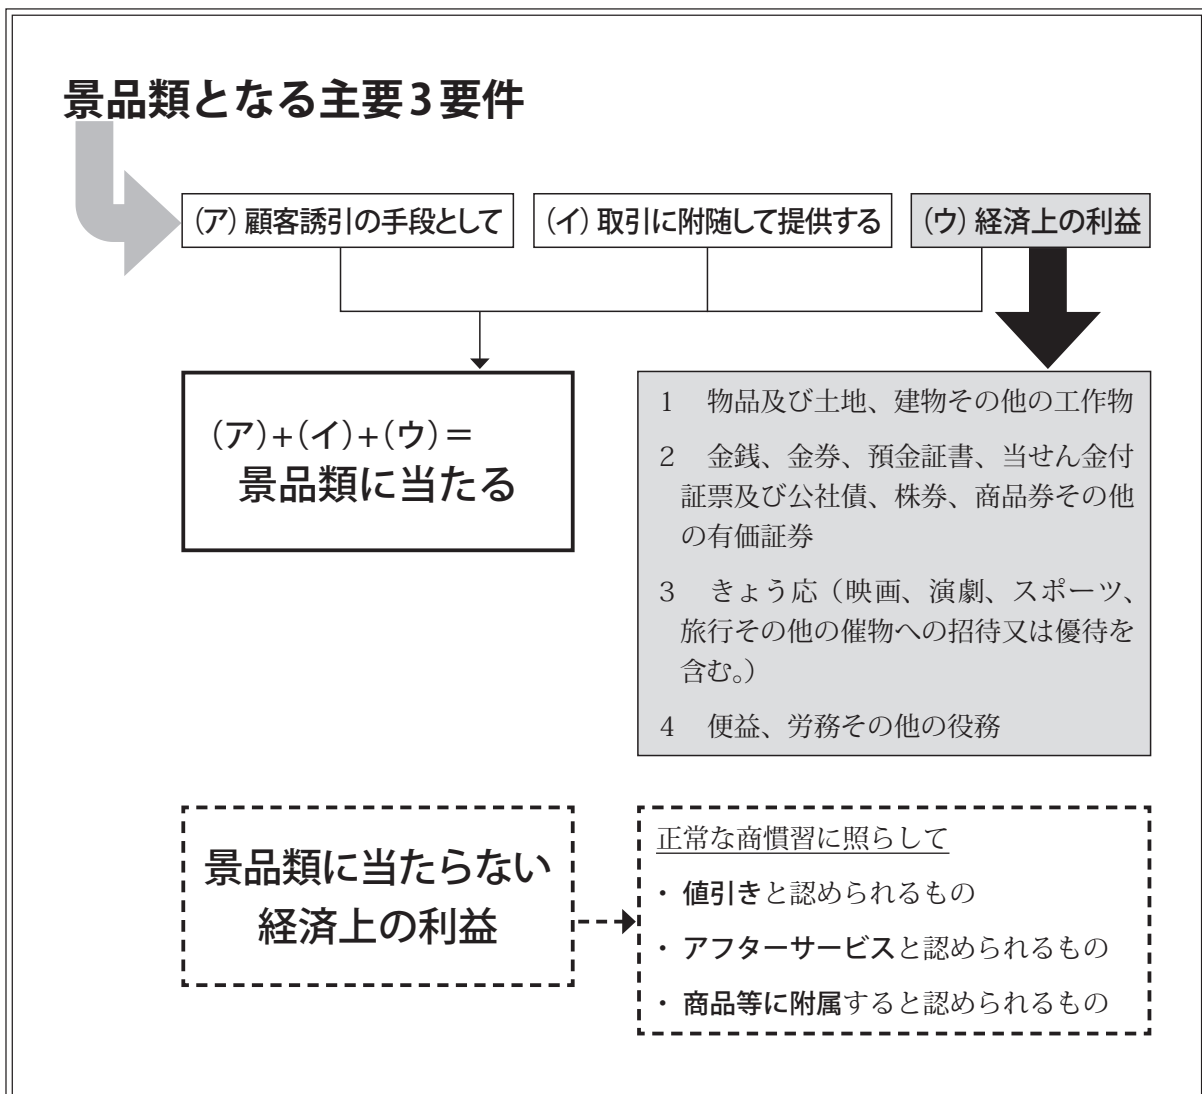 景品類となる主要3要件
(ア) 顧客誘引の手段として
(イ) 取引に附随して提供する
(ウ) 経済上の利益
(ア)+(イ)+(ウ)=
景品類に当たる
1 物品及び土地、建物その他の工作物
2 金銭、金券、預金証書、当せん金付
証票及び公社債、株券、商品券その他
の有価証券
3 きょう応（映画、演劇、スポーツ、
旅行その他の催物への招待又は優待を
含む。）
4 便益、労務その他の役務
景品類に当たらない
経済上の利益
正常な商慣習に照らして
・ 値引きと認められるもの
・ アフターサービスと認められるもの
・ 商品等に附属すると認められるもの